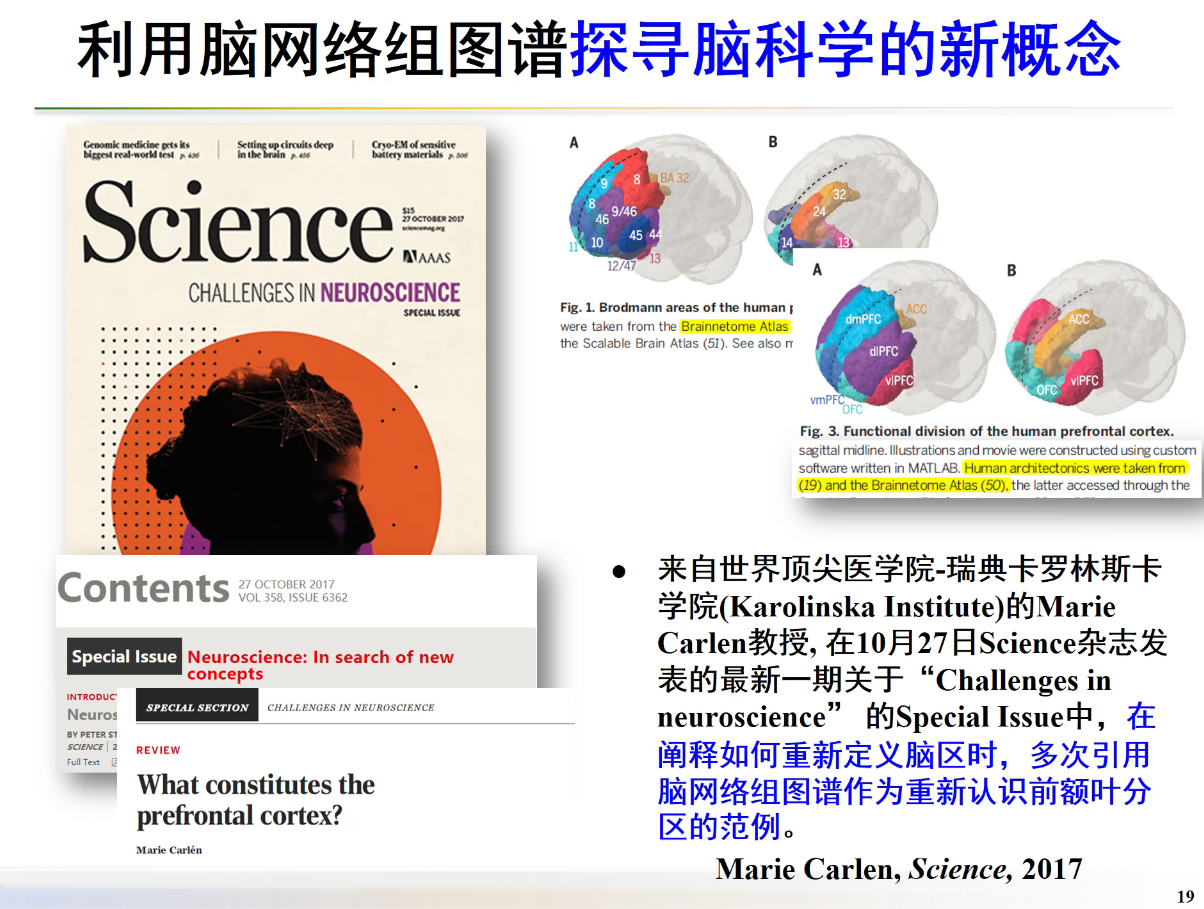 利用脑网络组图谱探寻脑科学的新概念
Genomic medicine gets its
biggest real-world test p. 436
Setting up circuits deep
in the brain p. 456
Cryo-EM of sensitive
battery materials p. 506
Science
$15
27 OCTOBER 2017
sciencemag.org
AAAS
CHALLENGES IN NEUROSCIENCE
SPECIAL ISSUE
Contents
27 OCTOBER 2017
VOL 358, ISSUE 6362
Special Issue
Neuroscience: In search of new
concepts
INTRODUCT
Neuros
BY PETER ST
SCIENCE | 2
Full Text
SPECIAL SECTION
CHALLENGES IN NEUROSCIENCE
REVIEW
What constitutes the
prefrontal cortex?
Marie Carlén
A
9
8
BA 32
8
46
9/46
45
44
10
11
12/47
13
B
32
24
14
13
Fig. 1. Brodmann areas of the human p
were taken from the Brainnetome Atlas
the Scalable Brain Atlas (51). See also m
A
ACC
dmPFC
dlPFC
vlPFC
vmPFC
OFC
B
ACC
OFC
vlPFC
Fig. 3. Functional division of the human prefrontal cortex.
sagittal midline. Illustrations and movie were constructed using custom
software written in MATLAB. Human architectonics were taken from
(19) and the Brainnetome Atlas (50), the latter accessed through the
● 来自世界顶尖医学院-瑞典卡罗林斯卡
学院(Karolinska Institute)的Marie
Carlen教授, 在10月27日Science杂志发
表的最新一期关于“Challenges in
neuroscience” 的Special Issue中，在
阐释如何重新定义脑区时，多次引用
脑网络组图谱作为重新认识前额叶分
区的范例。
Marie Carlen, Science, 2017
19